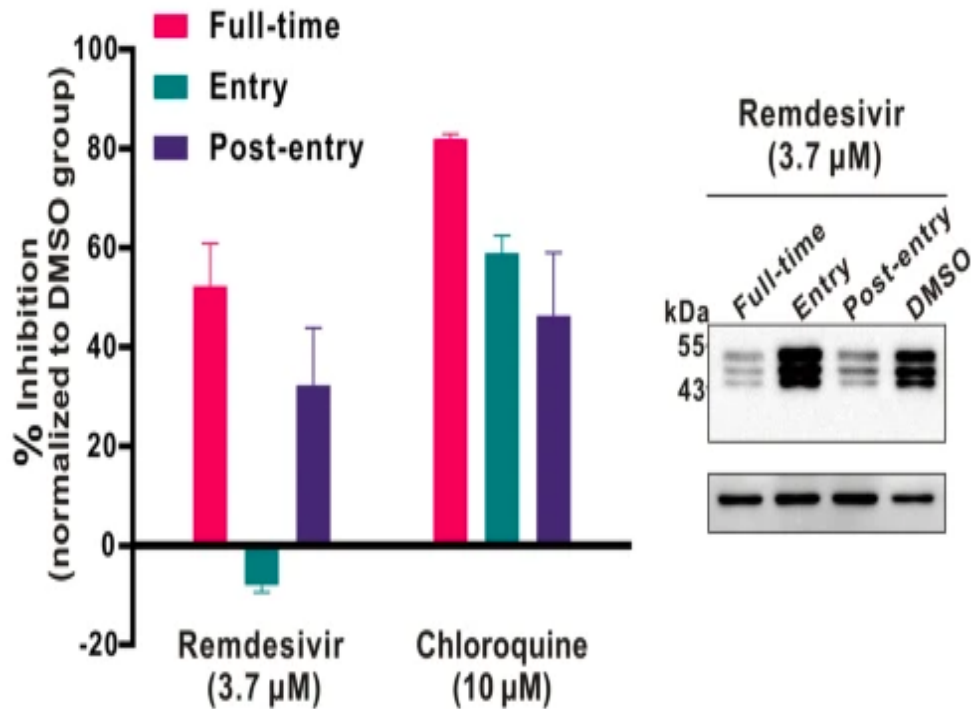 % Inhibition
(normalized to DMSO group)
100
80
60
40
20
0
-20
Full-time
Entry
Post-entry
Remdesivir
(3.7 µM)
Chloroquine
(10 µM)
Remdesivir
(3.7 µM)
Full-time
Entry
Post-entry
DMSO
kDa
55
43